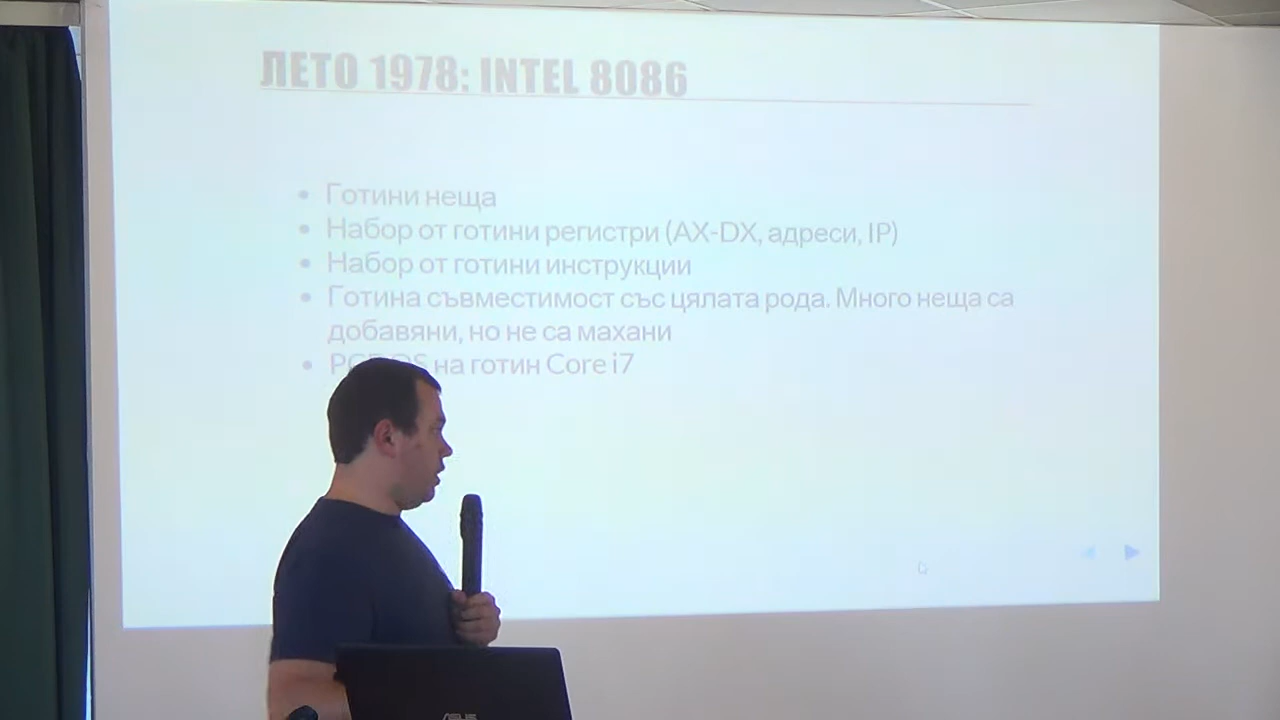 ЛЕТО 1978: INTEL 8086
Готини неща
Набор от готини регистри (AX-DX, адреси, IP)
Набор от готини инструкции
Готина съвместимост със цялата рода. Много неща са
добавяни, но не са махани
на готин Core i7
ASUS